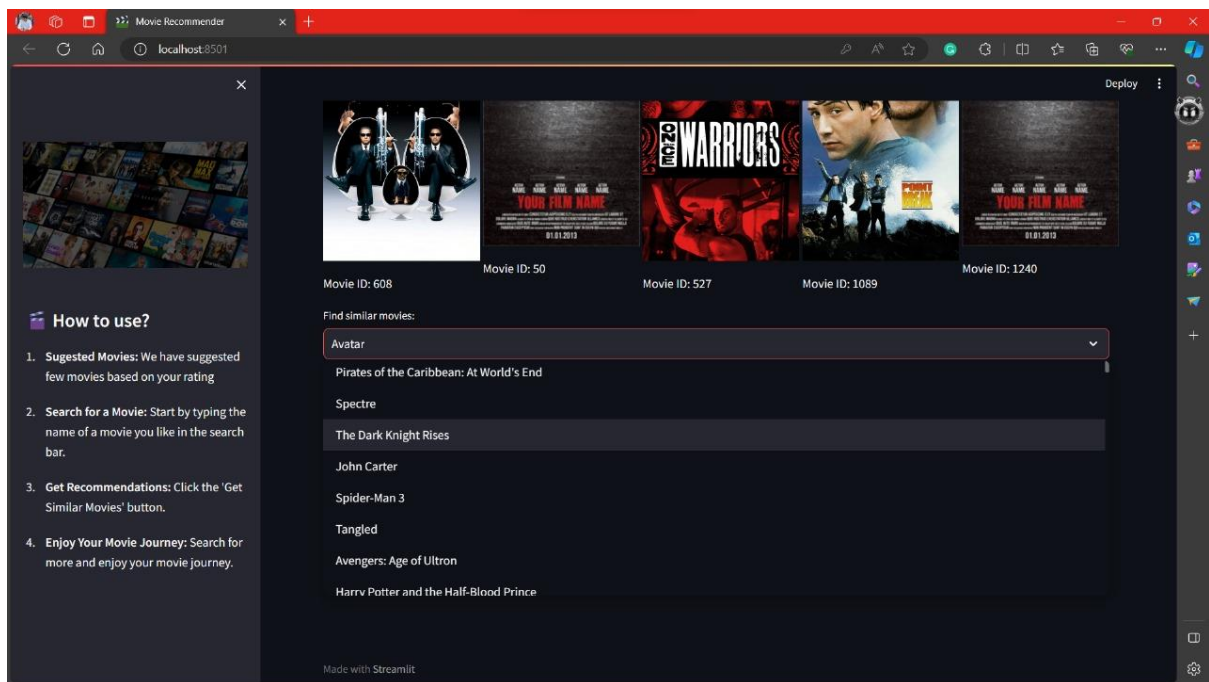 Movie Recommender
localhost:8501
Deploy
ONCE WARRIORS
POINT BREAK
YOUR FILM NAME
01.01.2013
YOUR FILM NAME
01.01.2013
Movie ID: 608
Movie ID: 50
Movie ID: 527
Movie ID: 1089
Movie ID: 1240
How to use?
1. Sugested Movies: We have suggested
few movies based on your rating
2. Search for a Movie: Start by typing the
name of a movie you like in the search
bar.
3. Get Recommendations: Click the 'Get
Similar Movies' button.
4. Enjoy Your Movie Journey: Search for
more and enjoy your movie journey.
Find similar movies:
Avatar
Pirates of the Caribbean: At World's End
Spectre
The Dark Knight Rises
John Carter
Spider-Man 3
Tangled
Avengers: Age of Ultron
Harry Potter and the Half-Blood Prince
Made with Streamlit